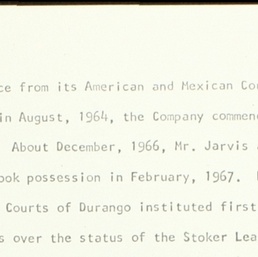 ce from its American and Mexican Co
in August, 1964, the Company commenc
About December, 1966, Mr. Jarvis a
ook possession in February, 1967.
Courts of Durango instituted first
s over the status of the Stoker Lea